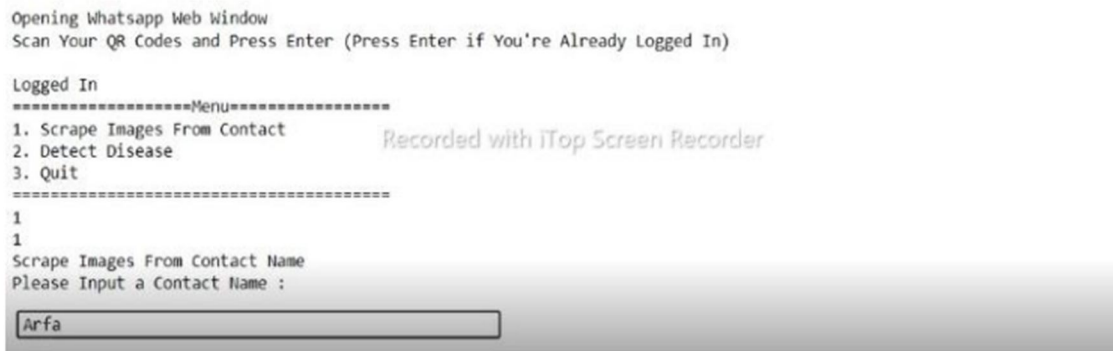 Opening Whatsapp Web Window
Scan Your QR Codes and Press Enter (Press Enter if You're Already Logged In)
Logged In
===================Menu=================
1. Scrape Images From Contact
Recorded with iTop Screen Recorder
2. Detect Disease
3. Quit
========================================
1
1
Scrape Images From Contact Name
Please Input a Contact Name :
Arfa